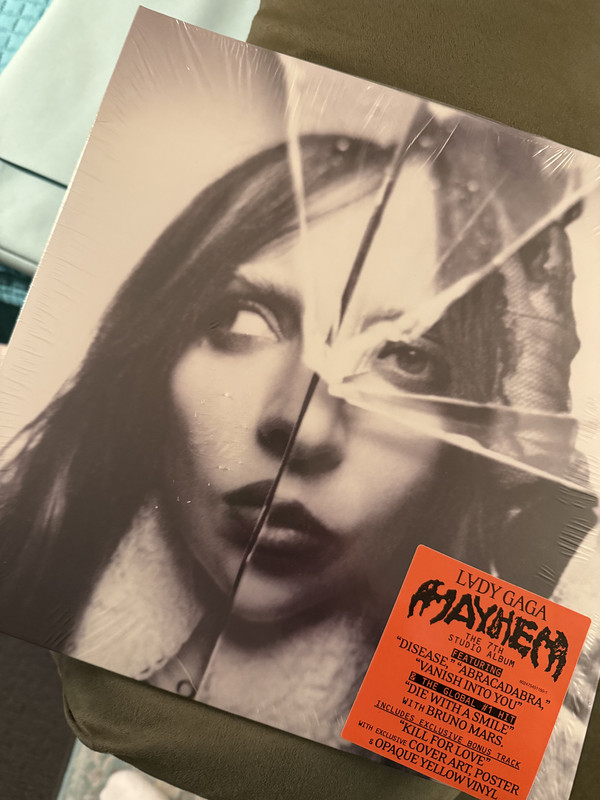 LVDY GAGA
MAYHEM
THE 7TH
STUDIO ALBUM
FEATURING
"DISEASE," "ABRACADABRA,"
"VANISH INTO YOU"
& THE GLOBAL #1 HIT
"DIE WITH A SMILE"
WITH BRUNO MARS.
INCLUDES EXCLUSIVE BONUS TRACK
"KILL FOR LOVE"
WITH EXCLUSIVE COVER ART, POSTER
& OPAQUE YELLOW VINYL